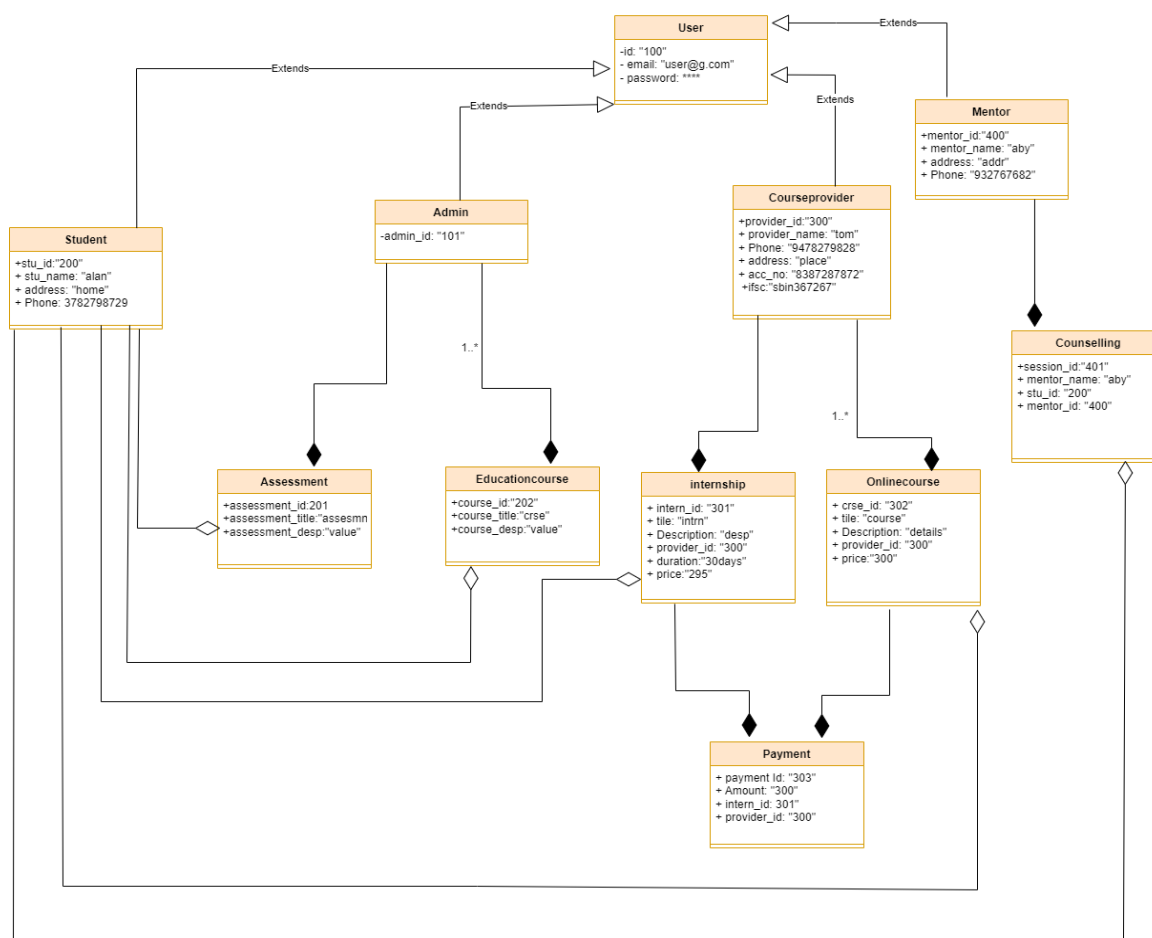 User
-id: "100"
- email: "user@g.com"
- password: ****
Extends
Extends
Extends
Extends
Mentor
+mentor_id:"400"
+ mentor_name: "aby"
+ address: "addr"
+ Phone: "932767682"
Courseprovider
+provider_id:"300"
+ provider_name: "tom"
+ Phone: "9478279828"
+ address: "place"
+ acc_no: "8387287872"
+ifsc:"sbin367267"
Admin
-admin_id: "101"
Student
+stu_id:"200"
+ stu_name: "alan"
+ address: "home"
+ Phone: 3782798729
1..*
1..*
Counselling
+session_id:"401"
+ mentor_name: "aby"
+ stu_id: "200"
+ mentor_id: "400"
Assessment
+assessment_id:201
+assessment_title:"assesmn
+assessment_desp:"value"
Educationcourse
+course_id:"202"
+course_title:"crse"
+course_desp:"value"
internship
+ intern_id: "301"
+ tile: "intrn"
+ Description: "desp"
+ provider_id: "300"
+ duration:"30days"
+ price:"295"
Onlinecourse
+ crse_id: "302"
+ tile: "course"
+ Description: "details"
+ provider_id: "300"
+ price:"300"
Payment
+ payment Id: "303"
+ Amount: "300"
+ intern_id: 301"
+ provider_id: "300"